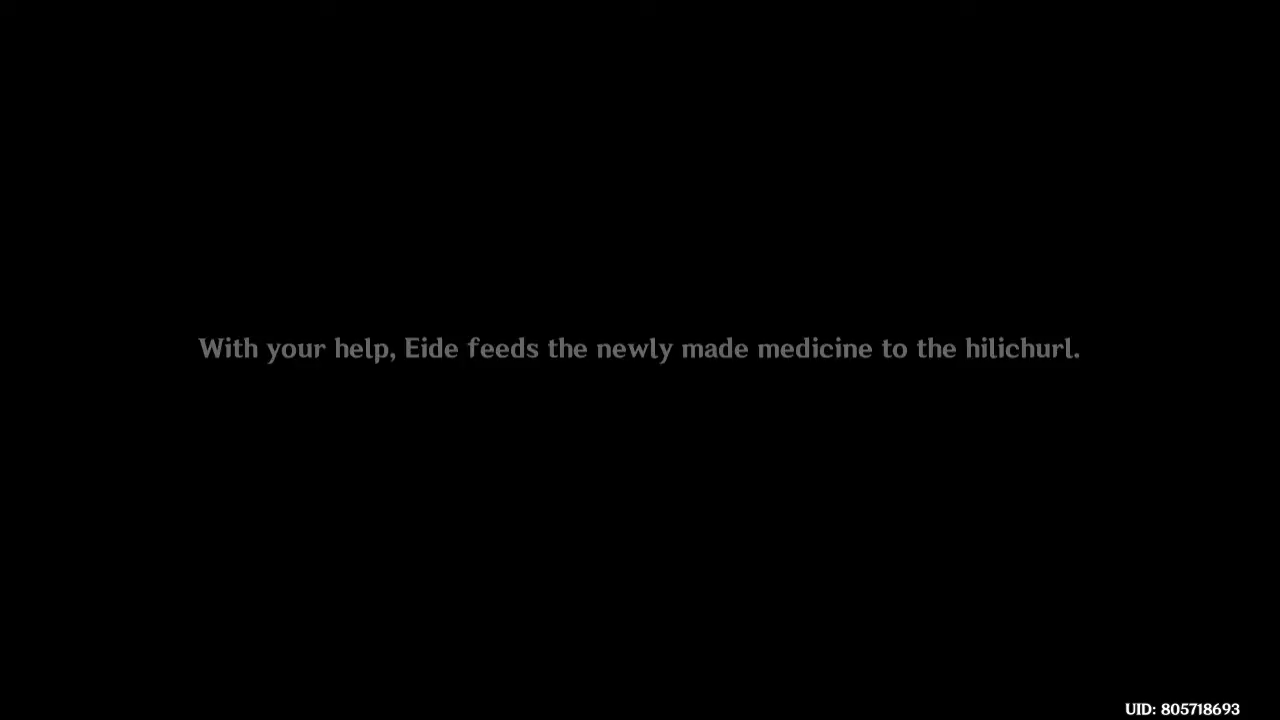 With your help, Eide feeds the newly made medicine to the hilichurl.
UID: 805718693